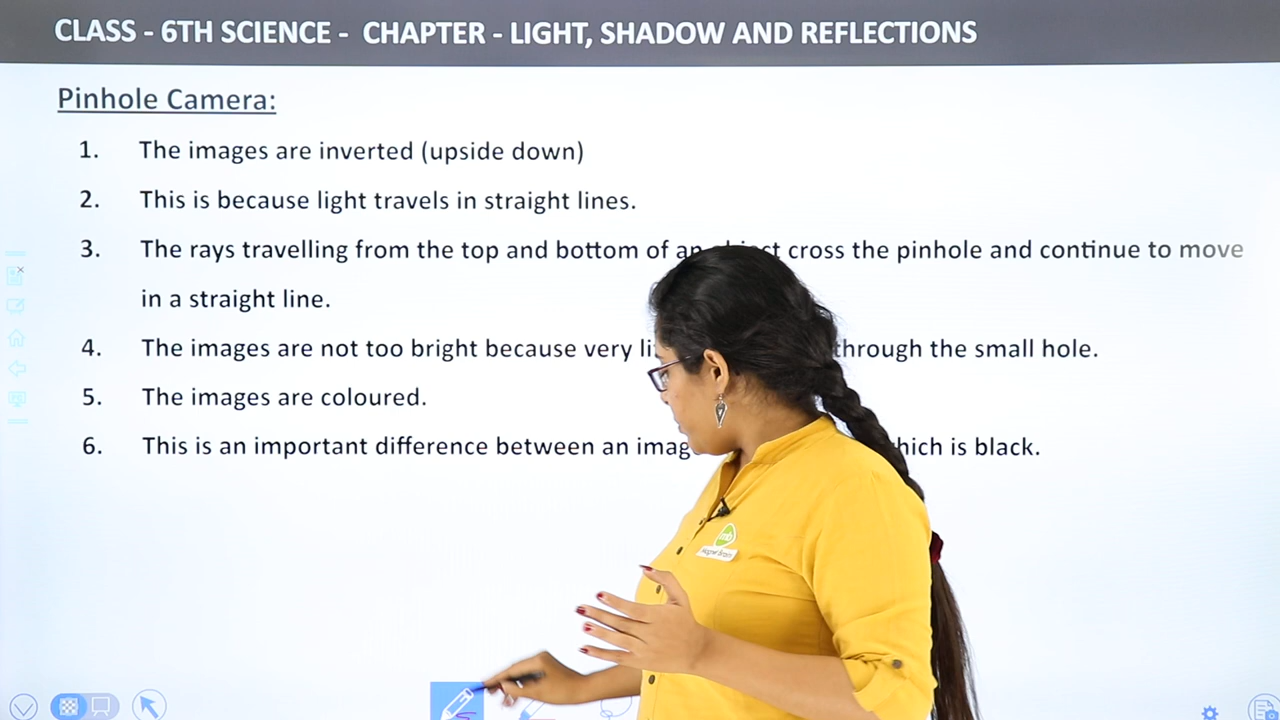 CLASS - 6TH SCIENCE - CHAPTER - LIGHT, SHADOW AND REFLECTIONS
Pinhole Camera:
1. The images are inverted (upside down)
2. This is because light travels in straight lines.
3. The rays travelling from the top and bottom of an object cross the pinhole and continue to move
in a straight line.
4. The images are not too bright because very through the small hole.
5. The images are coloured.
6. This is an important difference between an which is black.